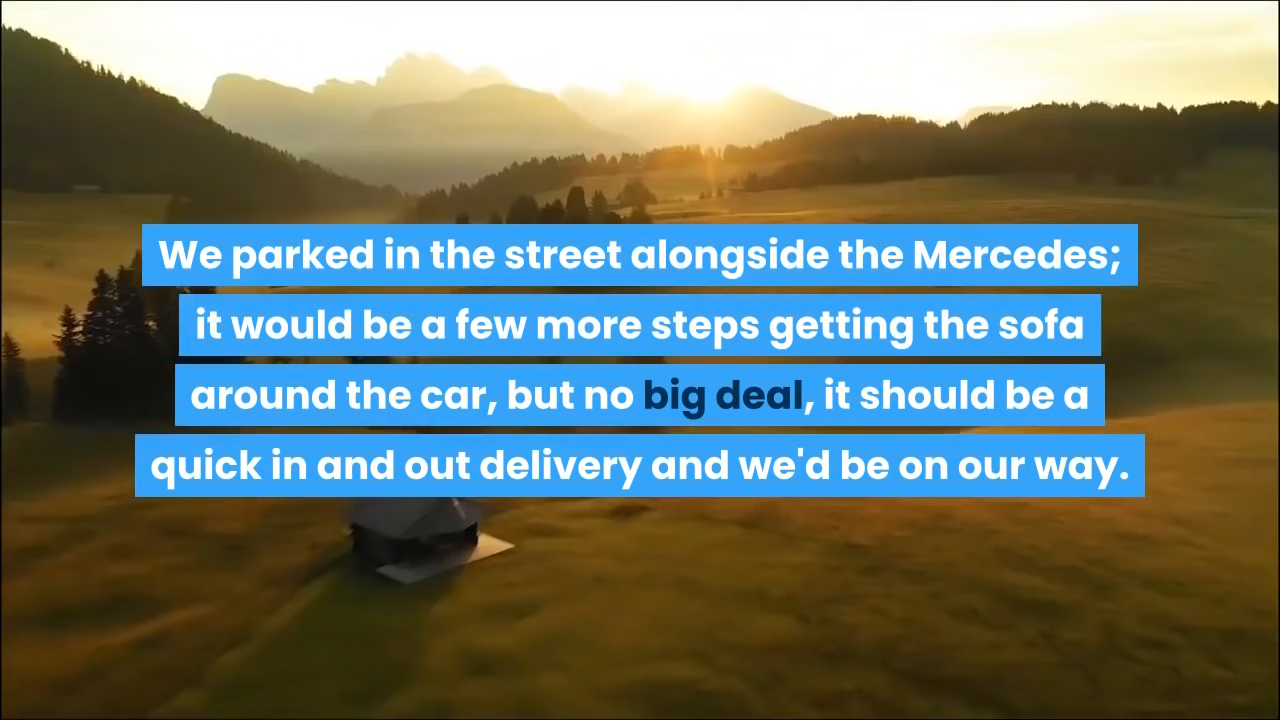 We parked in the street alongside the Mercedes;
it would be a few more steps getting the sofa
around the car, but no big deal, it should be a
quick in and out delivery and we'd be on our way.